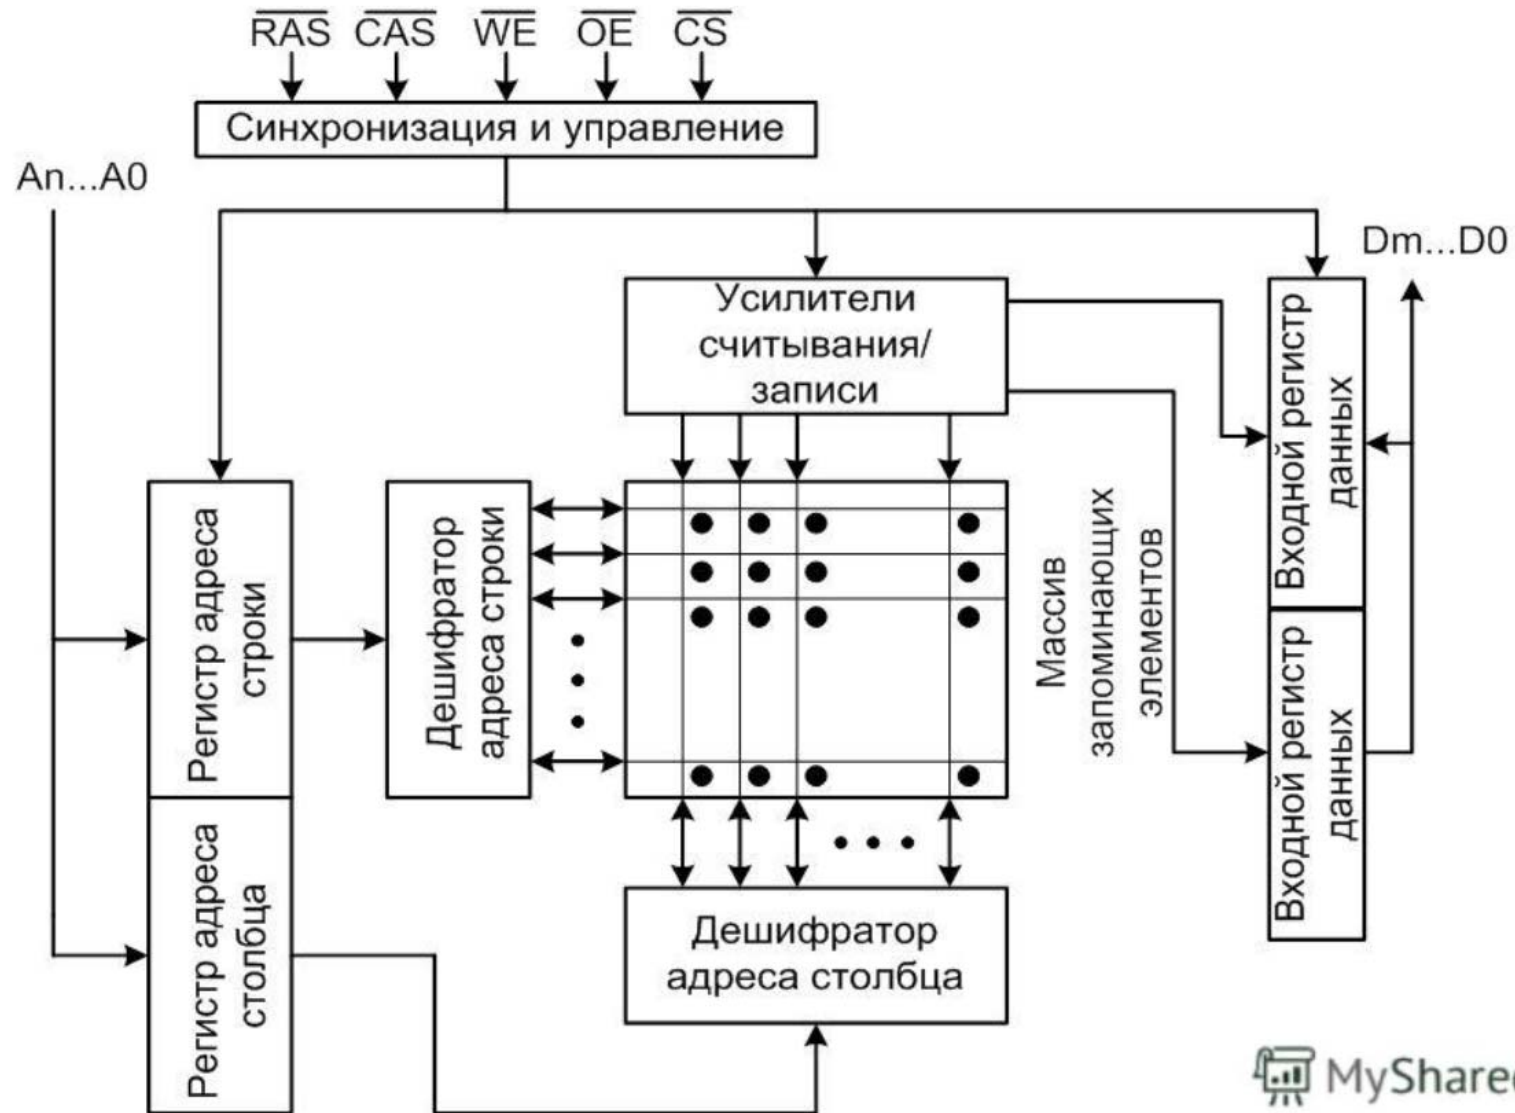 RAS CAS WE OE CS
Синхронизация и управление
An...A0
Dm...D0
Усилители
считывания/
записи
Входной регистр
данных
Регистр адреса
строки
Дешифратор
адреса строки
Массив
запоминающих
элементов
Входной регистр
данных
Регистр адреса
столбца
Дешифратор
адреса столбца
MyShared